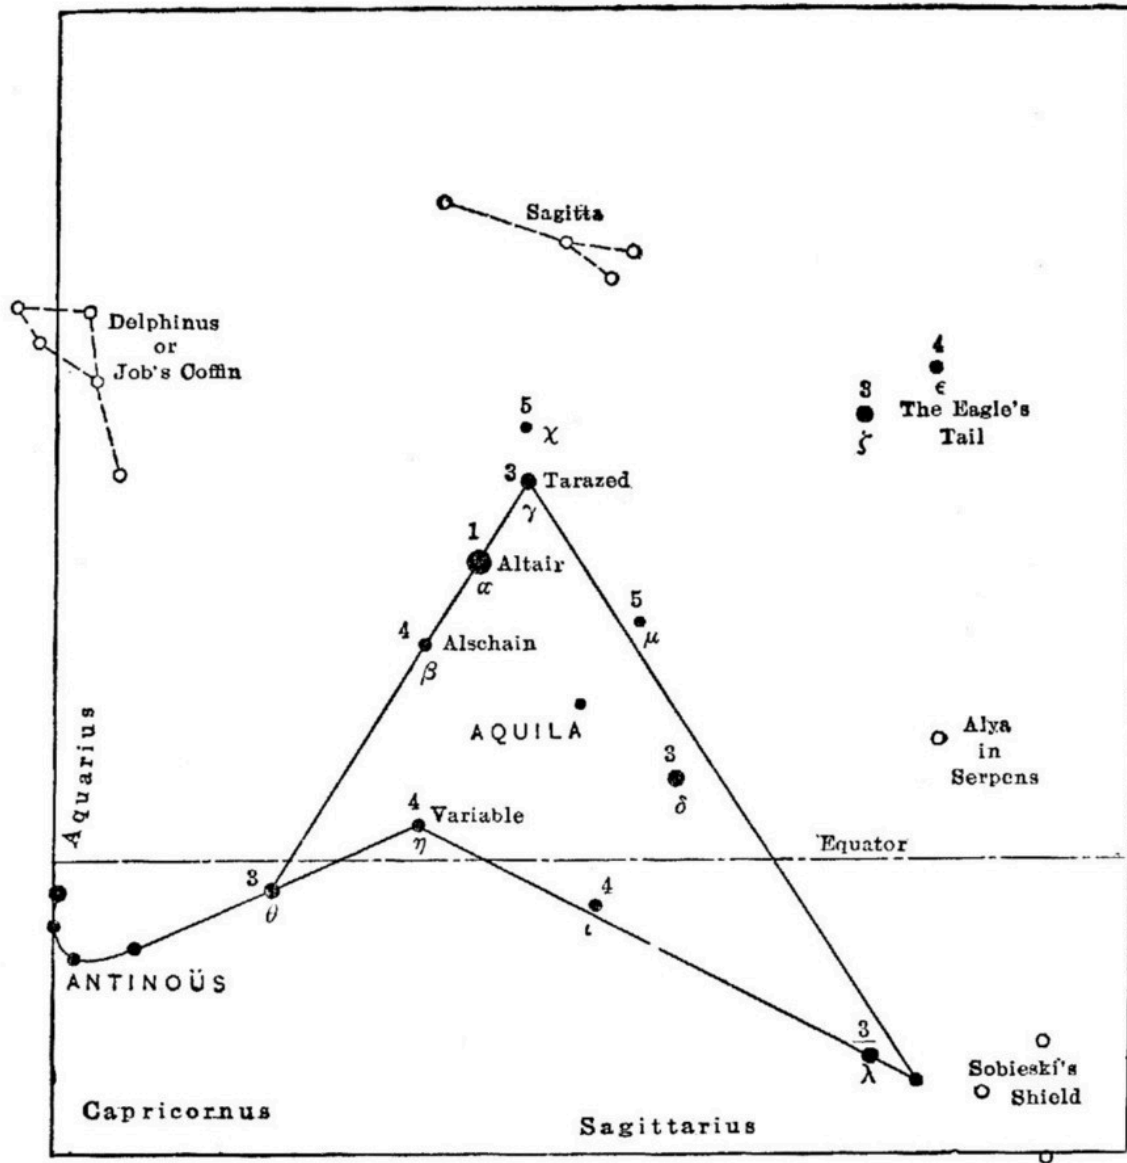 Sagitta
Delphinus
or
Job's Coffin
4
ϵ
3
ζ
The Eagle's
Tail
5
χ
3
Tarazed
γ
1
Altair
α
5
μ
4
Alschain
β
Aquarius
AQUILA
Alya
in
Serpens
3
δ
4
Variable
η
Equator
3
θ
4
ι
ANTINOÜS
3
λ
Sobieski's
Shield
Capricornus
Sagittarius